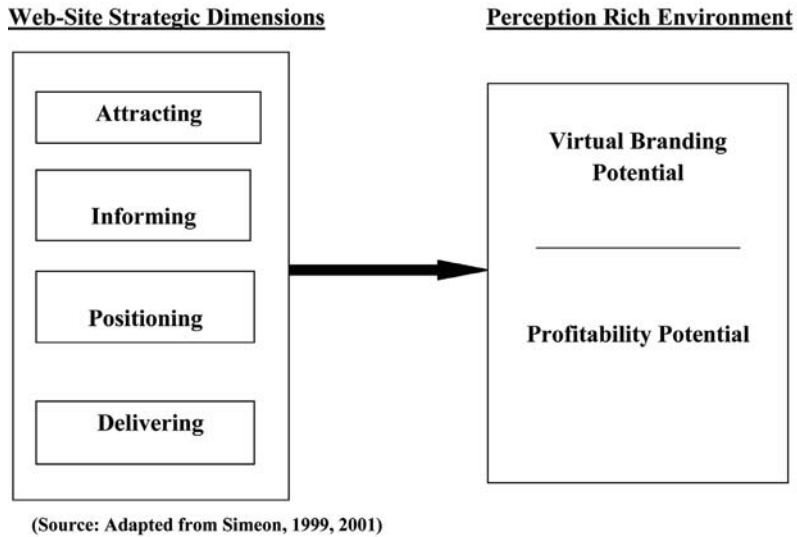 Web-Site Strategic Dimensions
Perception Rich Environment
Attracting
Informing
Positioning
Delivering
Virtual Branding
Potential
Profitability Potential
(Source: Adapted from Simeon, 1999, 2001)